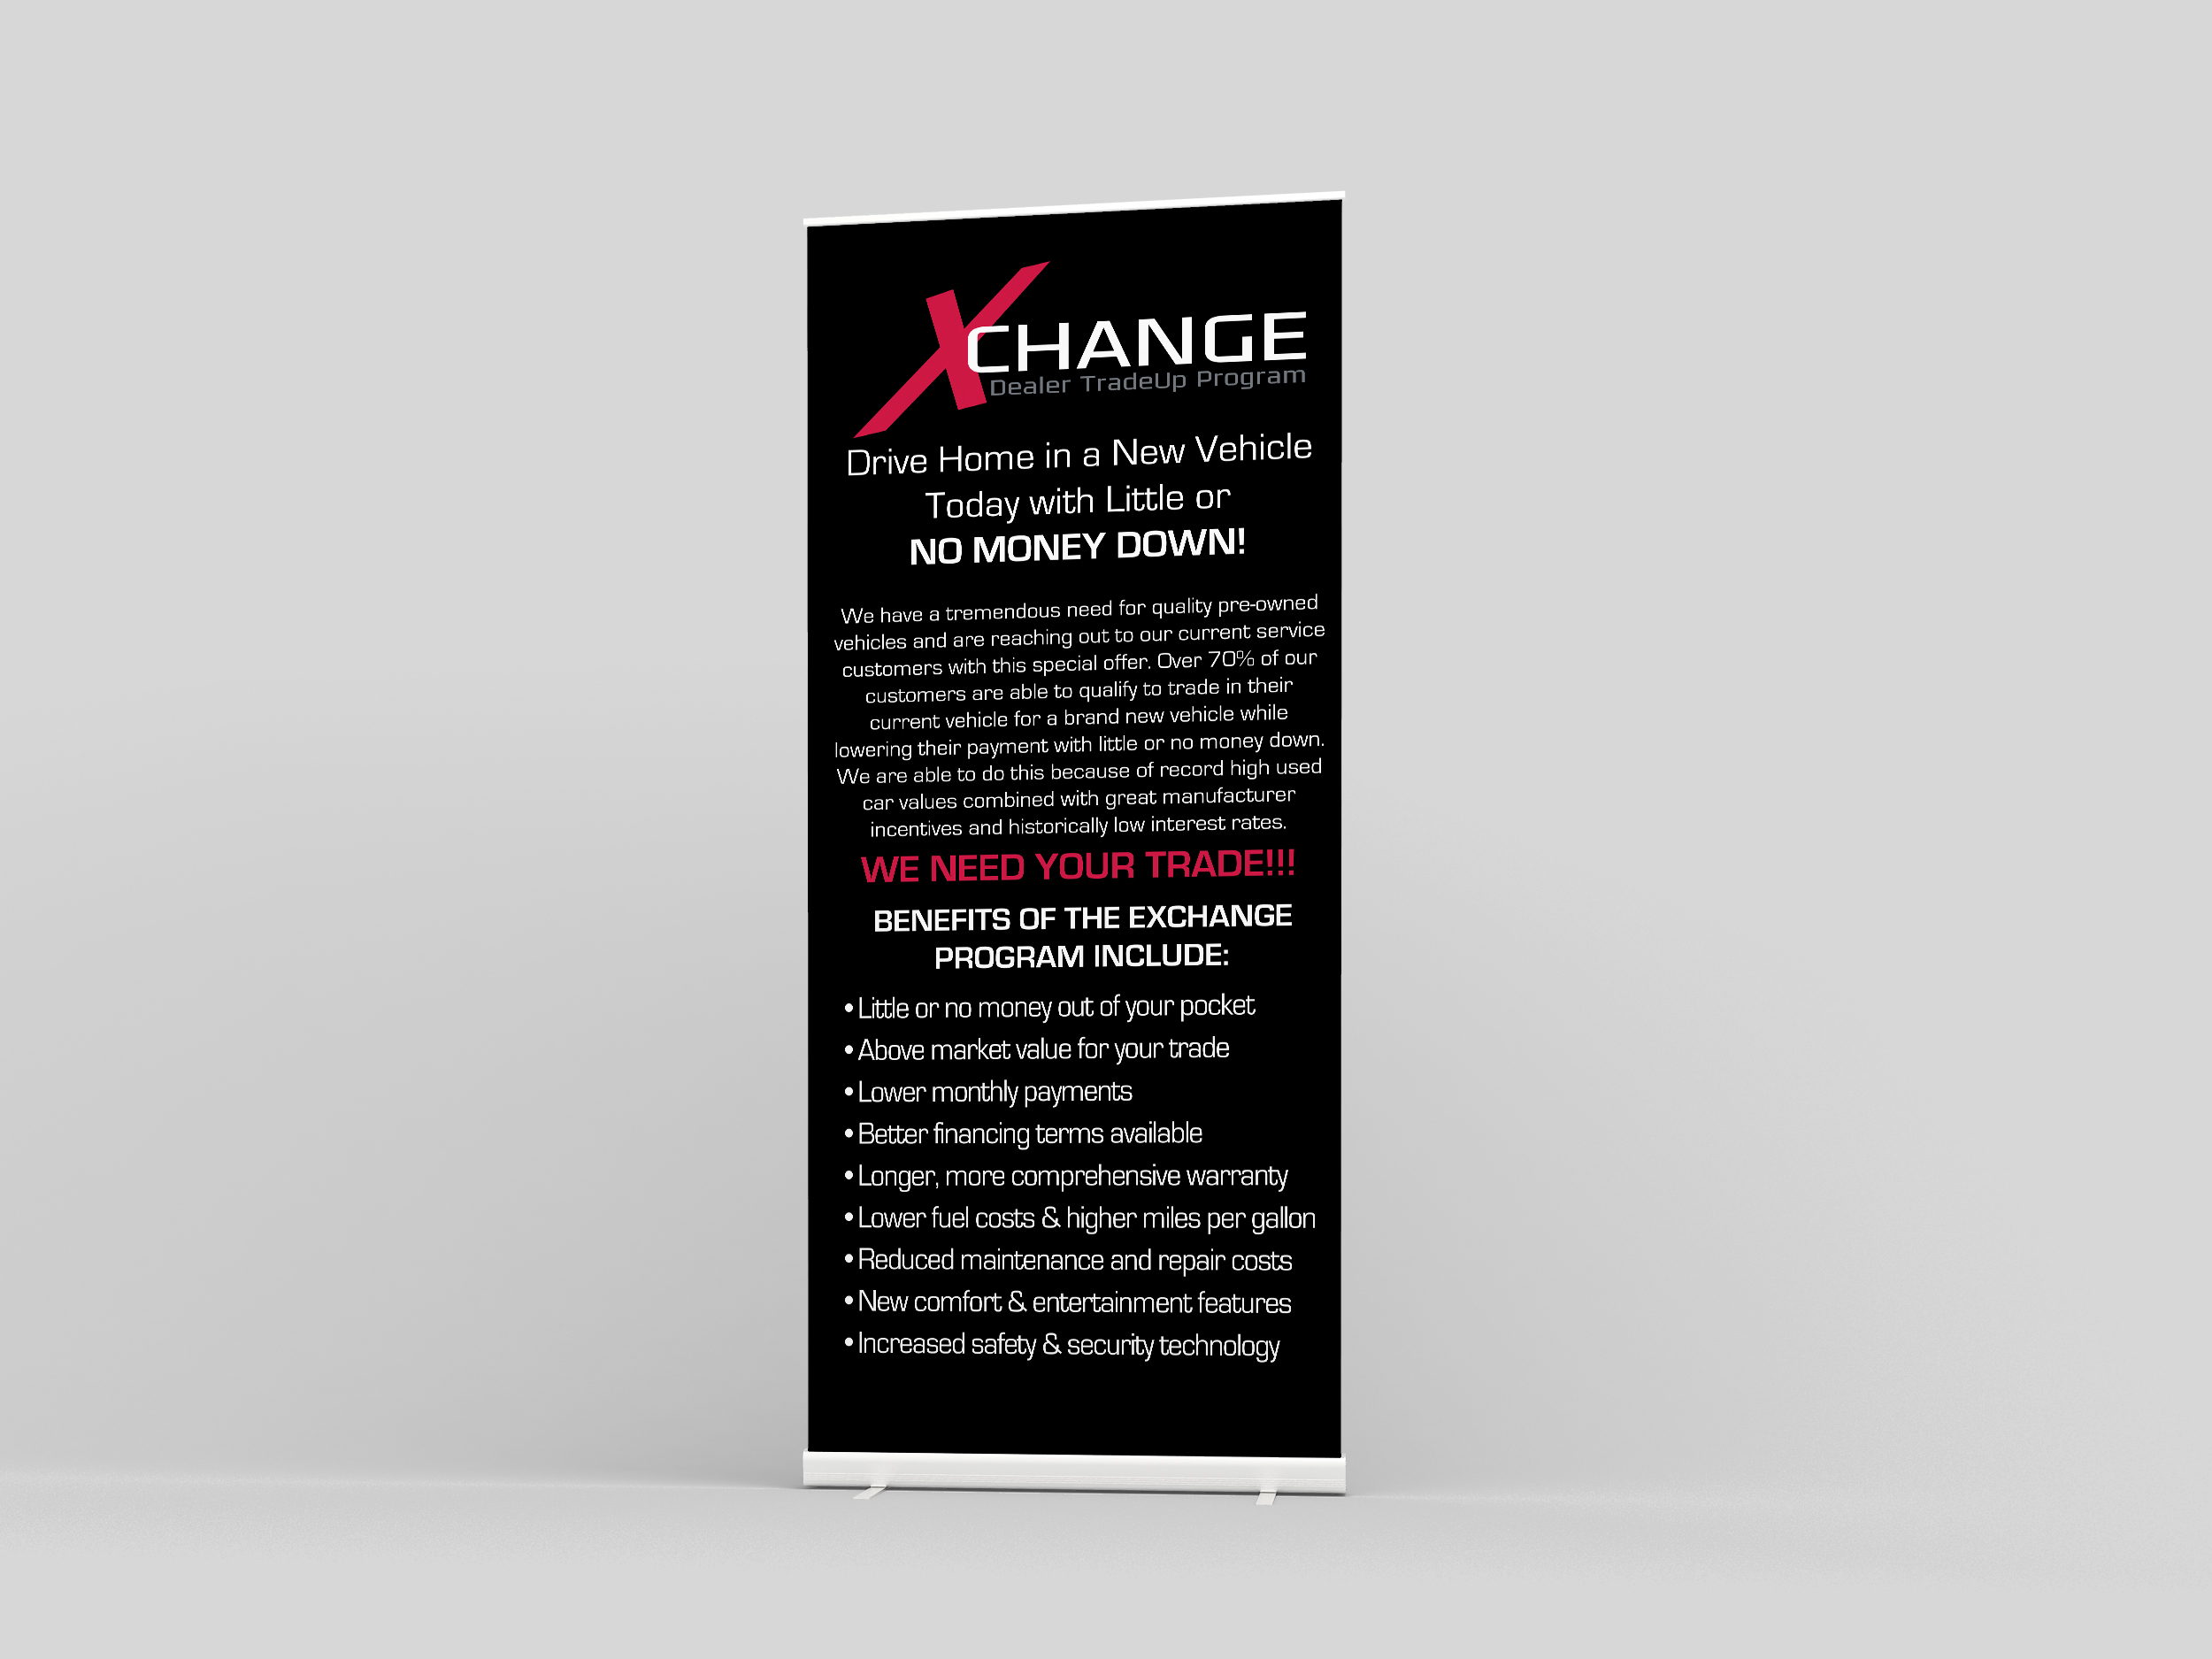 XCHANGE
Dealer TradeUp Program
Drive Home in a New Vehicle
Today with Little or
NO MONEY DOWN!
We have a tremendous need for quality pre-owned
vehicles and are reaching out to our current service
customers with this special offer. Over 70% of our
customers are able to qualify to trade in their
current vehicle for a brand new vehicle while
lowering their payment with little or no money down.
We are able to do this because of record high used
car values combined with great manufacturer
incentives and historically low interest rates.
WE NEED YOUR TRADE!!!
BENEFITS OF THE EXCHANGE
PROGRAM INCLUDE:
• Little or no money out of your pocket
• Above market value for your trade
• Lower monthly payments
• Better financing terms available
• Longer, more comprehensive warranty
• Lower fuel costs & higher miles per gallon
• Reduced maintenance and repair costs
• New comfort & entertainment features
• Increased safety & security technology